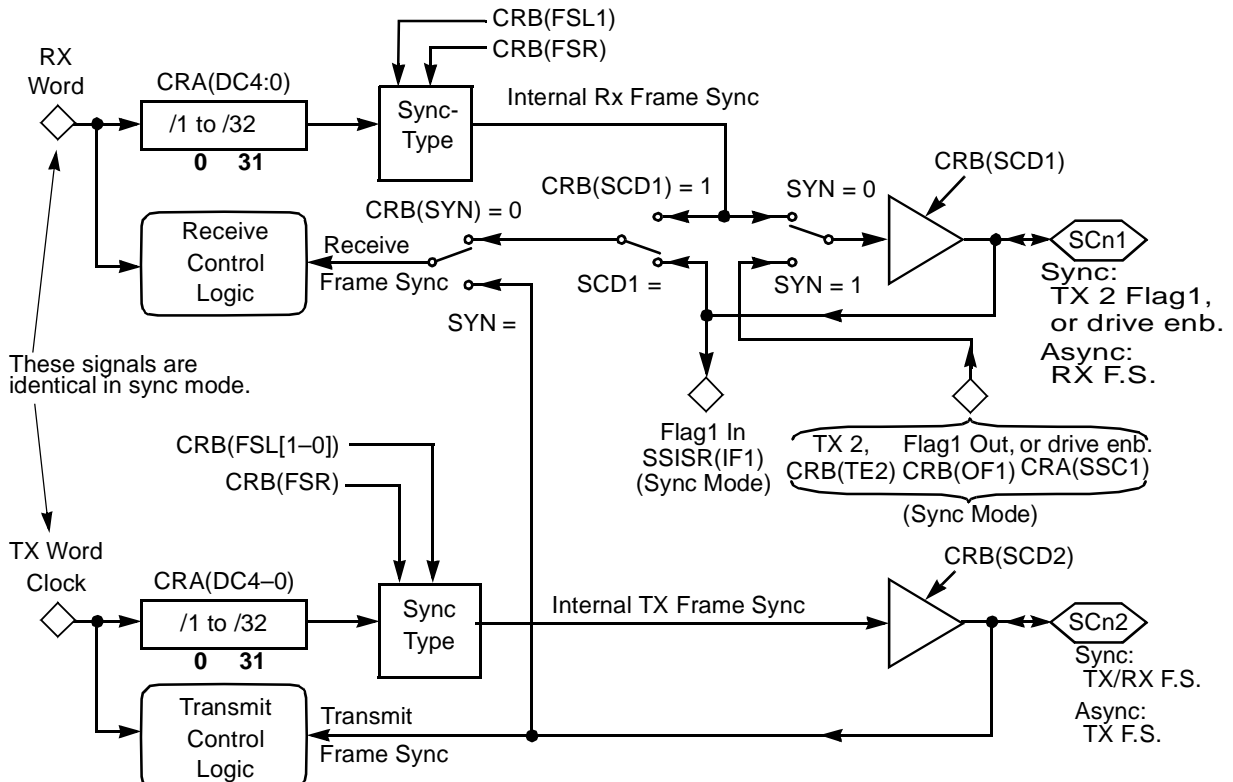 CRB(FSL1)
CRB(FSR)
RX
Word
CRA(DC4:0)
/1 to /32
0 31
Sync-
Type
Internal Rx Frame Sync
CRB(SCD1) = 1
SYN = 0
CRB(SCD1)
CRB(SYN) = 0
Receive
Control
Logic
Receive
Frame Sync
SYN =
SCD1 =
SYN = 1
SCn1
Sync:
TX 2 Flag1,
or drive enb.
Async:
RX F.S.
These signals are
identical in sync mode.
Flag1 In
SSISR(IF1)
(Sync Mode)
TX 2, Flag1 Out, or drive enb.
CRB(TE2) CRB(OF1) CRA(SSC1)
(Sync Mode)
CRB(FSL[1–0])
CRB(FSR)
TX Word
Clock
CRA(DC4–0)
/1 to /32
0 31
Sync
Type
Internal TX Frame Sync
CRB(SCD2)
SCn2
Sync:
TX/RX F.S.
Async:
TX F.S.
Transmit
Control
Logic
Transmit
Frame Sync